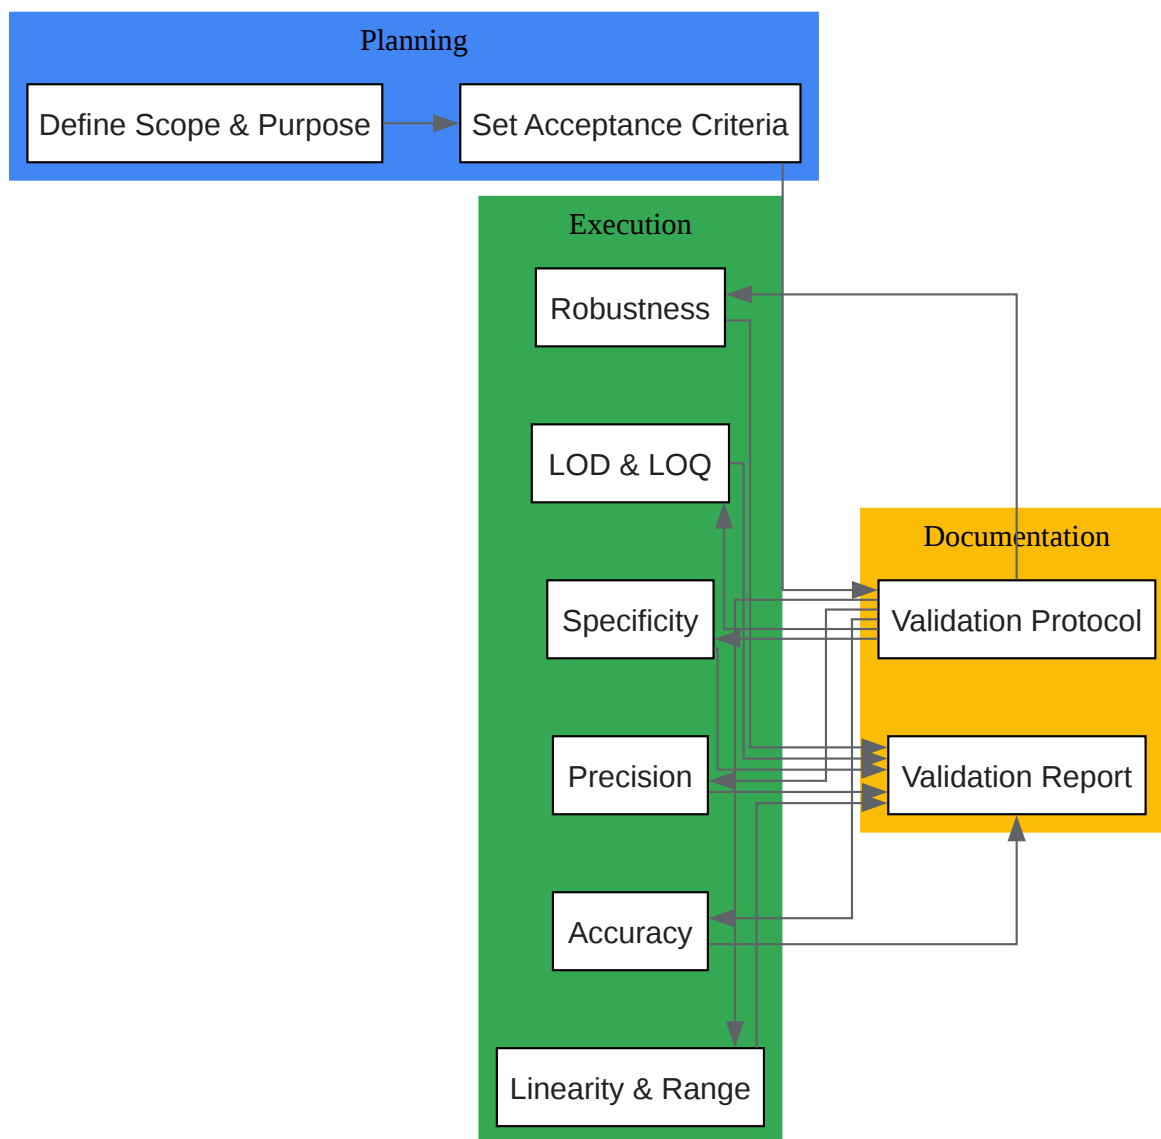 Planning
Define Scope & Purpose
Set Acceptance Criteria
Execution
Robustness
LOD & LOQ
Documentation
Specificity
Validation Protocol
Precision
Validation Report
Accuracy
Linearity & Range